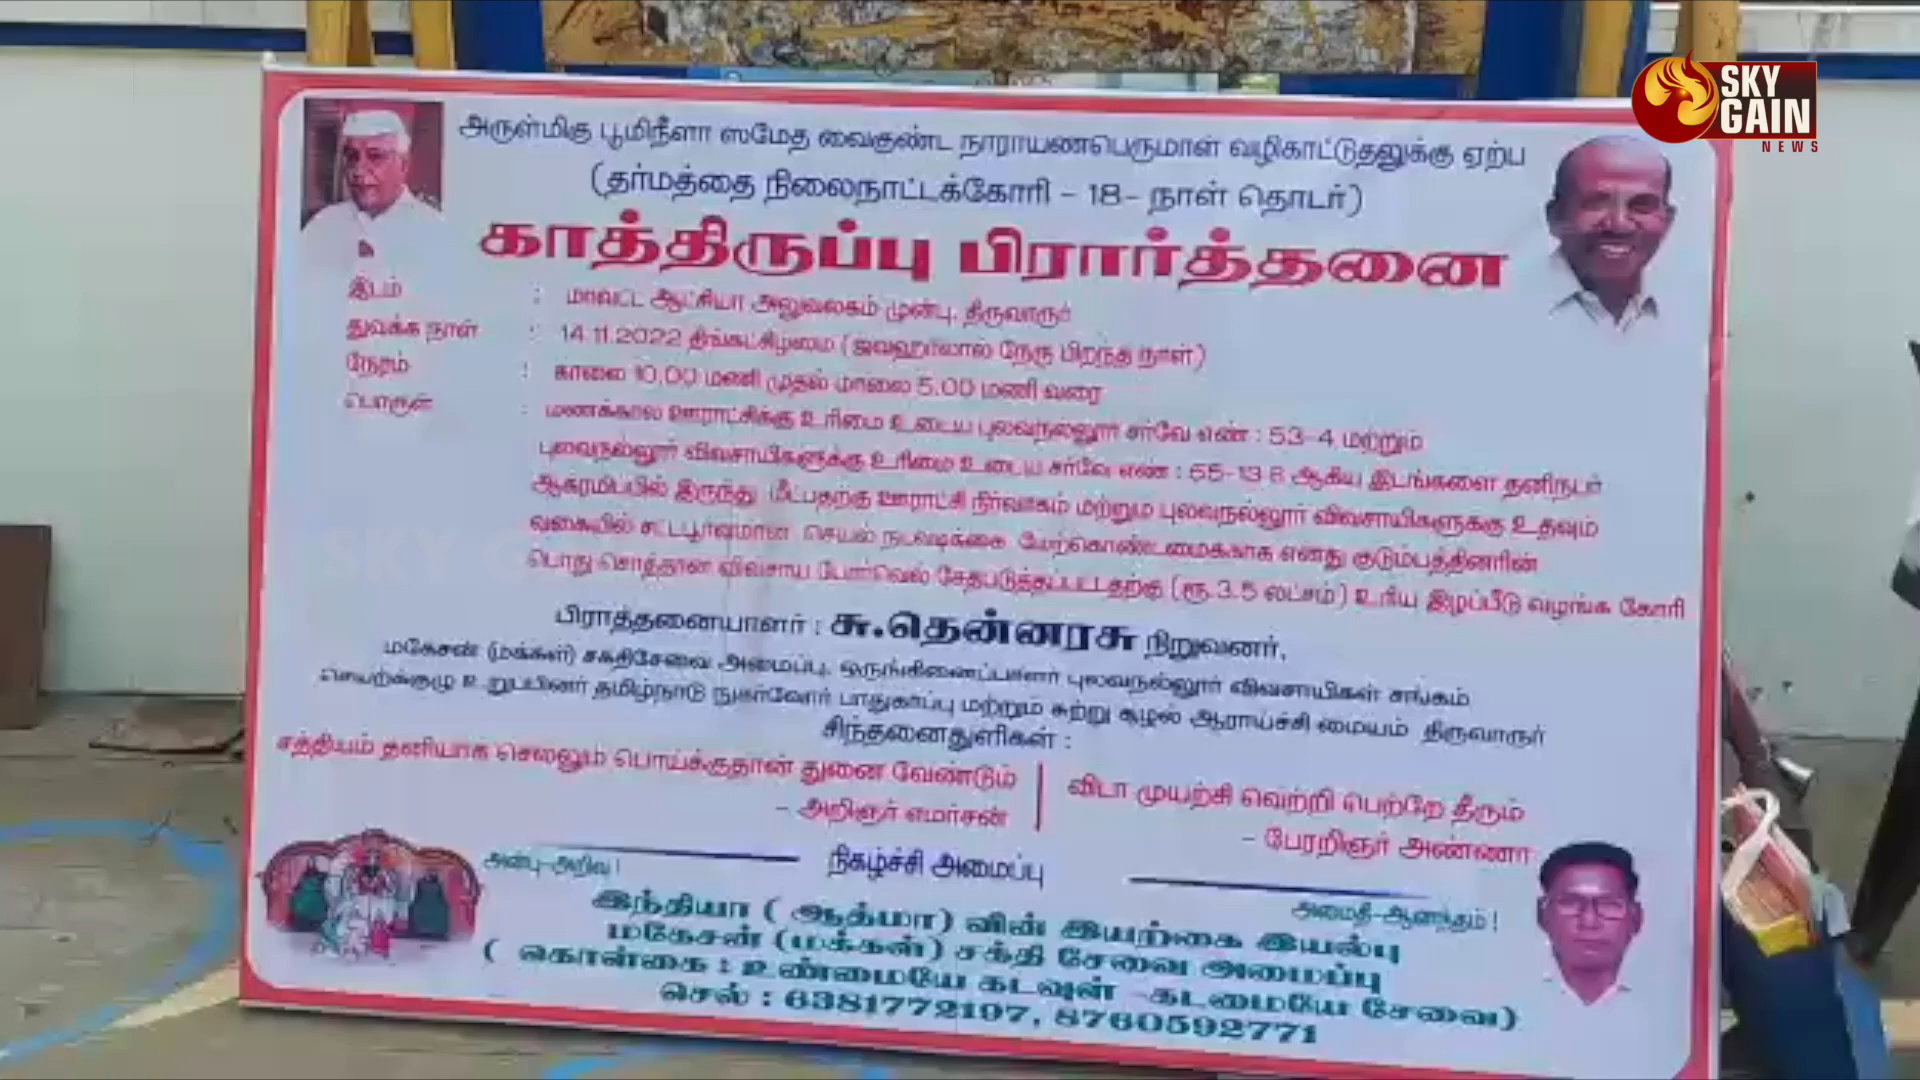 SKY
GAIN
NEWS
அருள்மிகு பூமிநீளா ஸமேத வைகுண்ட நாராயணபெருமாள் வழிகாட்டுதலுக்கு ஏற்ப
(தர்மத்தை நிலைநாட்டக்கோரி - 18- நாள் தொடர்)
காத்திருப்பு பிரார்த்தனை
இடம் : மாவட்ட ஆட்சியர் அலுவலகம் முன்பு, திருவாரூர்
துவக்க நாள் : 14.11.2022 திங்கட்கிழமை (ஜவஹர்லால் நேரு பிறந்த நாள்)
நேரம் : காலை 10.00 மணி முதல் மாலை 5.00 மணி வரை
பொருள் : மணக்கால் ஊராட்சிக்கு உரிமை உடைய புலவநல்லூர் சர்வே எண் : 53-4 மற்றும்
புலவநல்லூர் விவசாயிகளுக்கு உரிமை உடைய சர்வே எண் : ஆகிய இடங்களை தனிநபர்
ஆக்ரமிப்பில் இருந்து மீட்பதற்கு ஊராட்சி நிர்வாகம் மற்றும் புலவநல்லூர் விவசாயிகளுக்கு உதவும்
வகையில் சட்டபூர்வமான செயல் நடவடிக்கை மேற்கொண்டமைக்காக எனது குடும்பத்தினரின்
பொது சொத்தான விவசாய போர்வெல் சேதபடுத்தப்பட்டதற்கு (ரூ.3.5 லட்சம்) உரிய இழப்பீடு வழங்க கோரி
பிராத்தனையாளர் : சு.தென்னரசு நிறுவனர்,
மகேசன் (மக்கள்) சக்திசேவை அமைப்பு, ஒருங்கிணைப்பாளர் புலவநல்லூர் விவசாயிகள் சங்கம்
செயற்க்குழு உறுப்பினர் தமிழ்நாடு நுகர்வோர் பாதுகாப்பு மற்றும் சுற்று சூழல் ஆராய்ச்சி மையம் திருவாரூர்
சிந்தனைதுளிகள் :
சத்தியம் தனியாக செல்லும் பொய்க்குதான் துனை வேண்டும்
- அறிஞர் எமர்சன்
விடா முயற்சி வெற்றி பெற்றே தீரும்
- பேரறிஞர் அண்ணா
அன்பு-அறிவு! நிகழ்ச்சி அமைப்பு அமைதி-ஆனந்தம்!
இந்தியா ( ஆத்மா) வின் இயற்கை இயல்பு
மகேசன் (மக்கள்) சக்தி சேவை அமைப்பு
( கொள்கை : உண்மையே கடவுள் -கடமையே சேவை)
செல் : 6381772107, 8760592771